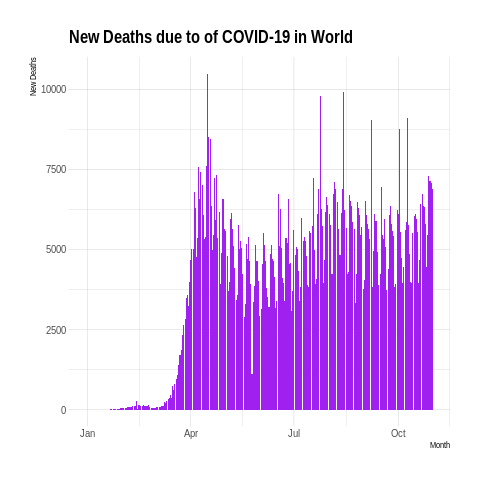 New Deaths due to of COVID-19 in World
New Deaths
10000
7500
5000
2500
0
Jan Apr Jul Oct
Month